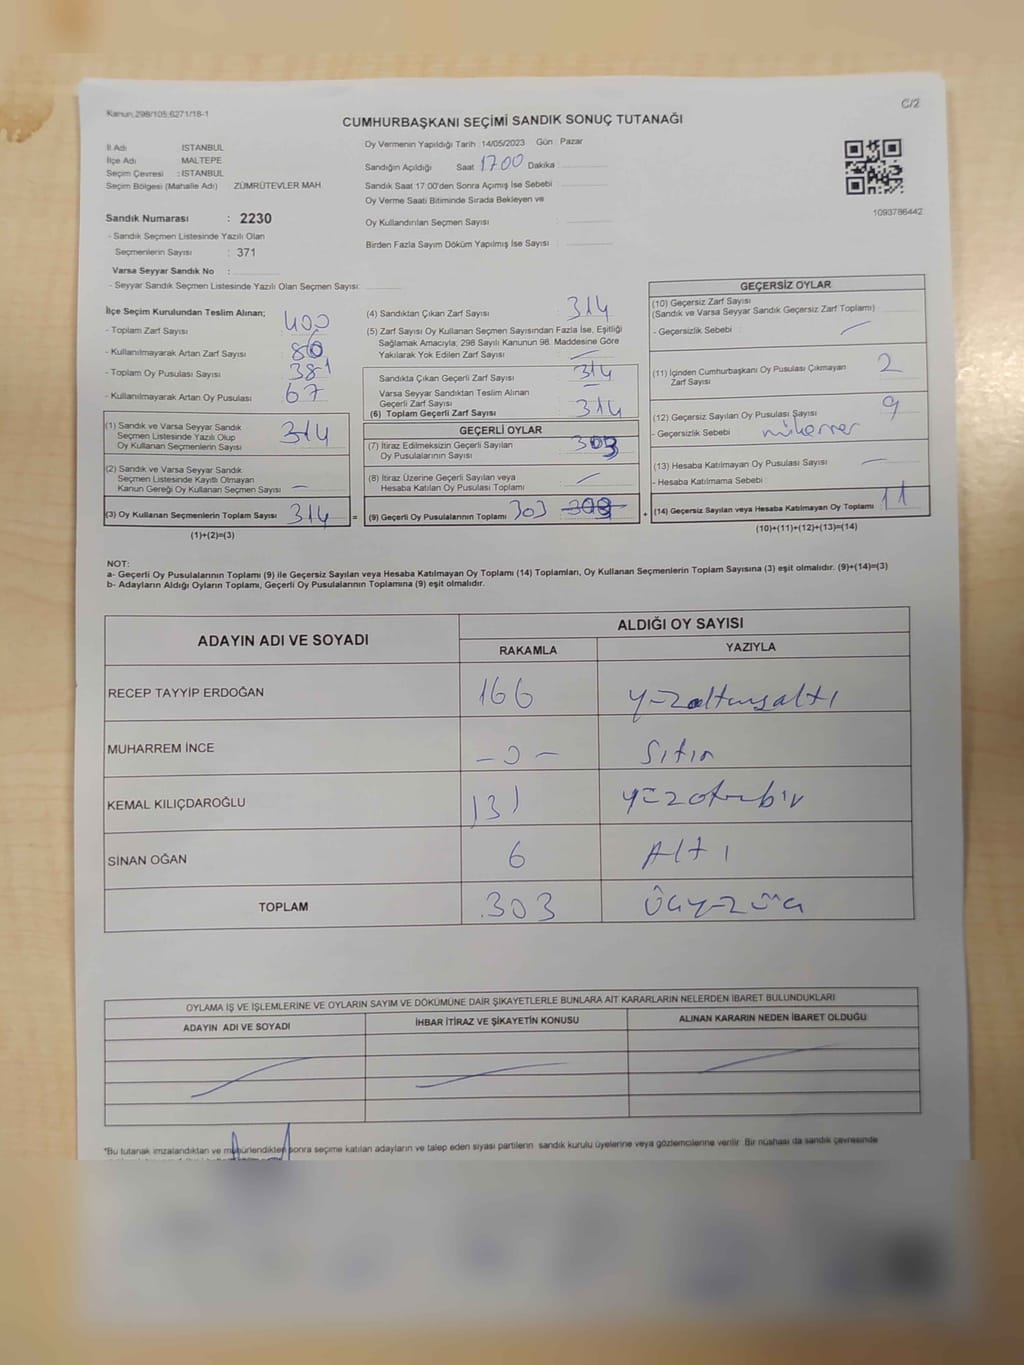 Kanun; 298/105;6271/18-1
C/2
CUMHURBAŞKANI SEÇİMİ SANDIK SONUÇ TUTANAĞI
İl Adı ISTANBUL
İlçe Adı : MALTEPE
Seçim Çevresi : ISTANBUL
Seçim Bölgesi (Mahalle Adı) ZÜMRÜTEVLER MAH.
Sandık Numarası : 2230
- Sandık Seçmen Listesinde Yazılı Olan
Seçmenlerin Sayısı : 371
Varsa Seyyar Sandık No :
- Seyyar Sandık Seçmen Listesinde Yazılı Olan Seçmen Sayısı:
Oy Vermenin Yapıldığı Tarih : 14/05/2023 Gün : Pazar
Sandığın Açıldığı Saat 17.00 Dakika
Sandık Saat 17.00'den Sonra Açımış İse Sebebi
Oy Verme Saati Bitiminde Sırada Bekleyen ve
Oy Kullandırılan Seçmen Sayısı :
Birden Fazla Sayım Döküm Yapılmış İse Sayısı :
1093786442
İlçe Seçim Kurulundan Teslim Alınan;
- Toplam Zarf Sayısı 400
- Kullanılmayarak Artan Zarf Sayısı 86
- Toplam Oy Pusulası Sayısı 381
- Kullanılmayarak Artan Oy Pusulası 67
(1) Sandık ve Varsa Seyyar Sandık
Seçmen Listesinde Yazılı Olup
Oy Kullanan Seçmenlerin Sayısı 314
(2) Sandık ve Varsa Seyyar Sandık
Seçmen Listesinde Kayıtlı Olmayan
Kanun Gereği Oy Kullanan Seçmen Sayısı —
(3) Oy Kullanan Seçmenlerin Toplam Sayısı 314 =
(1)+(2)=(3)
(4) Sandıktan Çıkan Zarf Sayısı : 314
(5) Zarf Sayısı Oy Kullanan Seçmen Sayısından Fazla İse, Eşitliği
Sağlamak Amacıyla; 298 Sayılı Kanunun 98. Maddesine Göre
Yakılarak Yok Edilen Zarf Sayısı : —
Sandıkta Çıkan Geçerli Zarf Sayısı 314
Varsa Seyyar Sandıktan Teslim Alınan
Geçerli Zarf Sayısı —
(6) Toplam Geçerli Zarf Sayısı 314
GEÇERLİ OYLAR
(7) İtiraz Edilmeksizin Geçerli Sayılan
Oy Pusulalarının Sayısı : 303
(8) İtiraz Üzerine Geçerli Sayılan veya
Hesaba Katılan Oy Pusulası Toplamı —
(9) Geçerli Oy Pusulalarının Toplamı 303 +
GEÇERSİZ OYLAR
(10) Geçersiz Zarf Sayısı
(Sandık ve Varsa Seyyar Sandık Geçersiz Zarf Toplamı)
- Geçersizlik Sebebi : —
(11) İçinden Cumhurbaşkanı Oy Pusulası Çıkmayan
Zarf Sayısı 2
(12) Geçersiz Sayılan Oy Pusulası Sayısı : 9
- Geçersizlik Sebebi mükerrer
(13) Hesaba Katılmayan Oy Pusulası Sayısı : —
- Hesaba Katılmama Sebebi :
(14) Geçersiz Sayılan veya Hesaba Katılmayan Oy Toplamı 11
(10)+(11)+(12)+(13)=(14)
NOT:
a- Geçerli Oy Pusulalarının Toplamı (9) ile Geçersiz Sayılan veya Hesaba Katılmayan Oy Toplamı (14) Toplamları, Oy Kullanan Seçmenlerin Toplam Sayısına (3) eşit olmalıdır. (9)+(14)=(3)
b- Adayların Aldığı Oyların Toplamı, Geçerli Oy Pusulalarının Toplamına (9) eşit olmalıdır.
ADAYIN ADI VE SOYADI
ALDIĞI OY SAYISI
RAKAMLA YAZIYLA
RECEP TAYYİP ERDOĞAN 166 yüzaltmışaltı
MUHARREM İNCE -0- Sıfır
KEMAL KILIÇDAROĞLU 131 yüzotuzbir
SİNAN OĞAN 6 Altı
TOPLAM 303 Üçyüzüç
OYLAMA İŞ VE İŞLEMLERİNE VE OYLARIN SAYIM VE DÖKÜMÜNE DAİR ŞİKAYETLERLE BUNLARA AİT KARARLARIN NELERDEN İBARET BULUNDUKLARI
ADAYIN ADI VE SOYADI İHBAR İTİRAZ VE ŞİKAYETİN KONUSU ALINAN KARARIN NEDEN İBARET OLDUĞU
*Bu tutanak imzalandıktan ve mühürlendikten sonra seçime katılan adayların ve talep eden siyasi partilerin sandık kurulu üyelerine veya gözlemcilerine verilir. Bir nüshası da sandık çevresinde